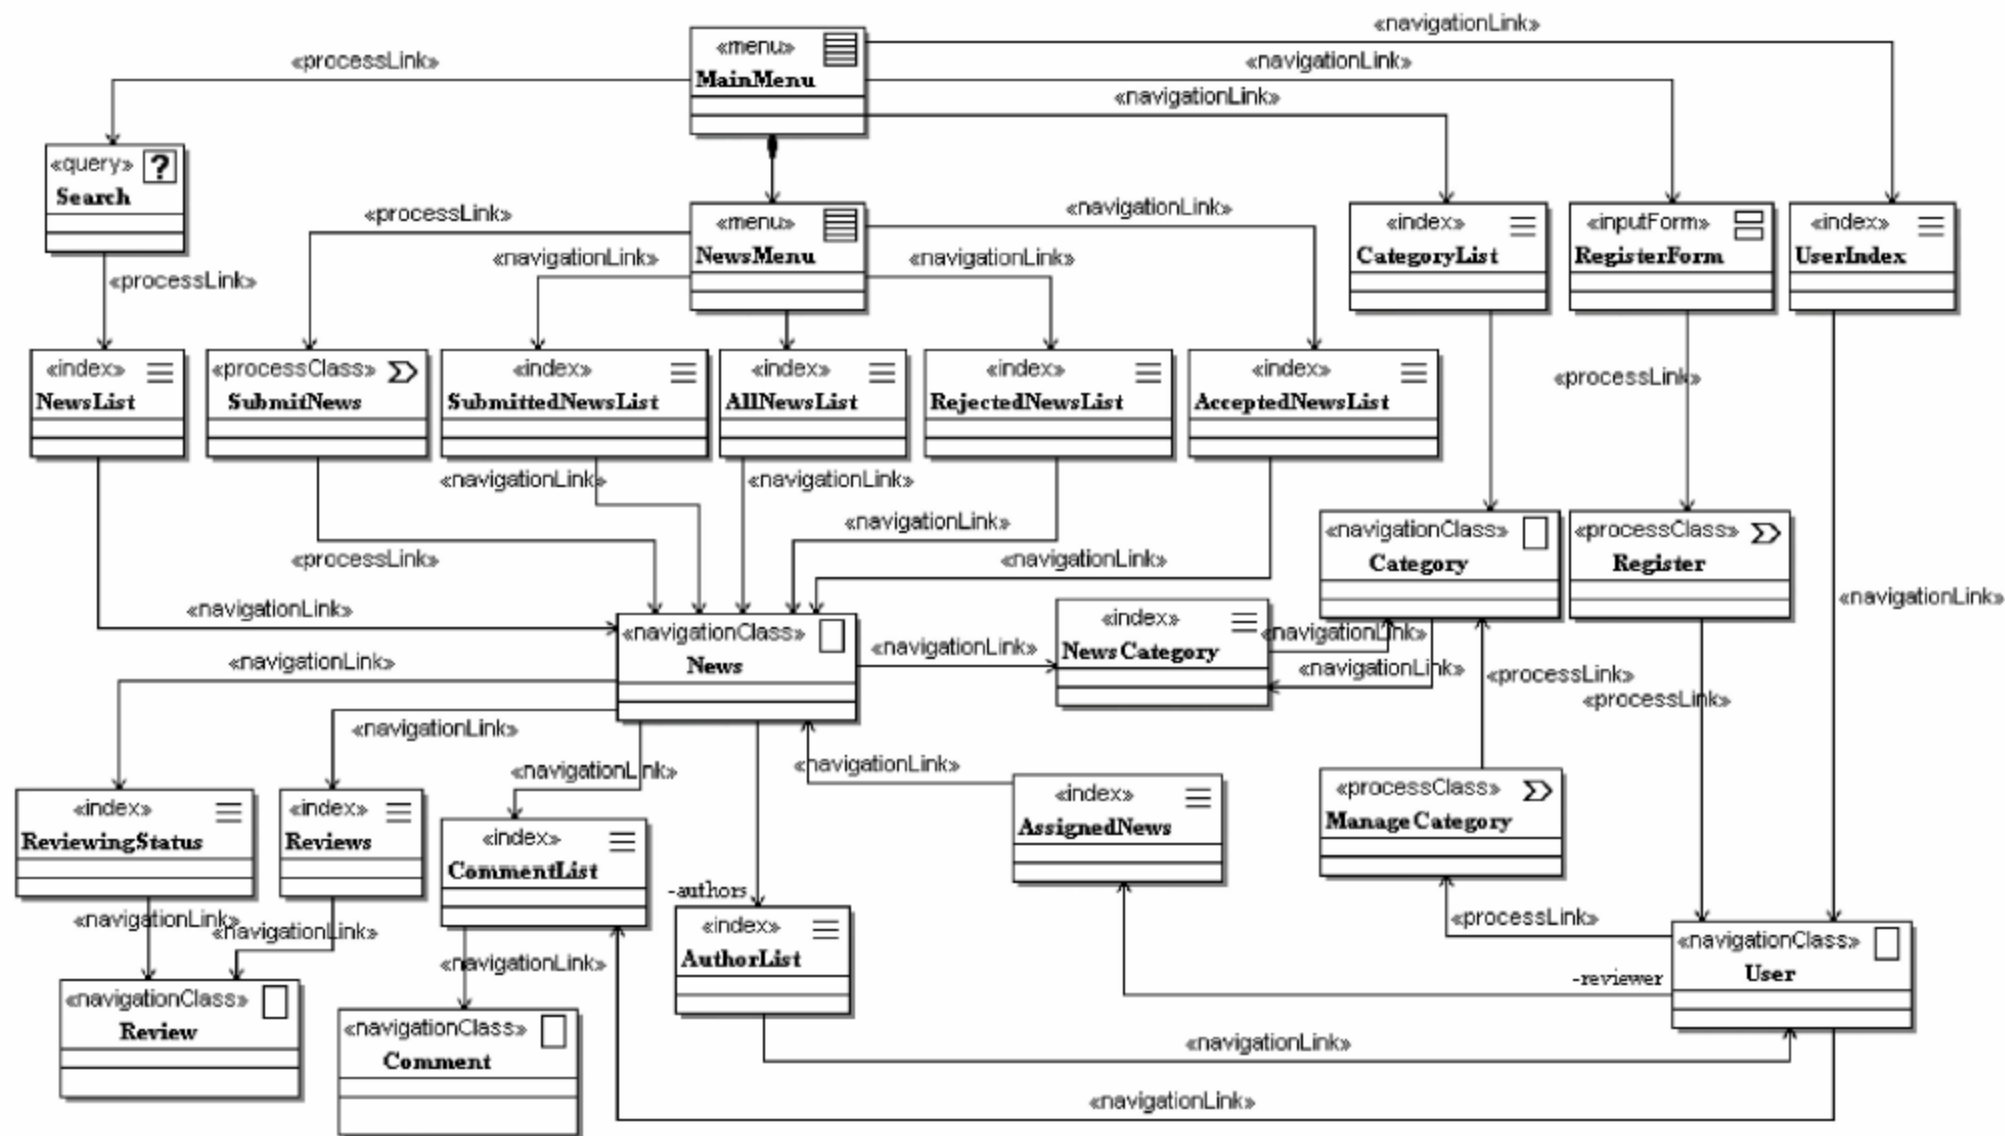 «navigationLink»
«menu»
MainMenu
«processLink»
«navigationLink»
«navigationLink»
«query»
?
Search
«processLink»
«menu»
NewsMenu
«navigationLink»
«index»
CategoryList
«inputForm»
RegisterForm
«index»
UserIndex
«navigationLink»
«navigationLink»
«processLink»
«index»
NewsList
«processClass»
SubmitNews
«index»
SubmittedNewsList
«index»
AllNewsList
«index»
RejectedNewsList
«index»
AcceptedNewsList
«processLink»
«navigationLink»
«navigationLink»
«navigationLink»
«navigationLink»
«processLink»
«navigationClass»
Category
«processClass»
Register
«navigationLink»
«navigationLink»
«navigationClass»
News
«navigationLink»
«index»
NewsCategory
«navigationLink»
«navigationLink»
«navigationLink»
«processLink»
«processLink»
«navigationLink»
«navigationLink»
«navigationLink»
«index»
ReviewingStatus
«index»
Reviews
«index»
CommentList
«index»
AssignedNews
«processClass»
ManageCategory
-authors
«navigationLink»
«navigationLink»
«processLink»
«index»
AuthorList
«navigationClass»
User
-reviewer
«navigationLink»
«navigationClass»
Review
«navigationClass»
Comment
«navigationLink»
«navigationLink»